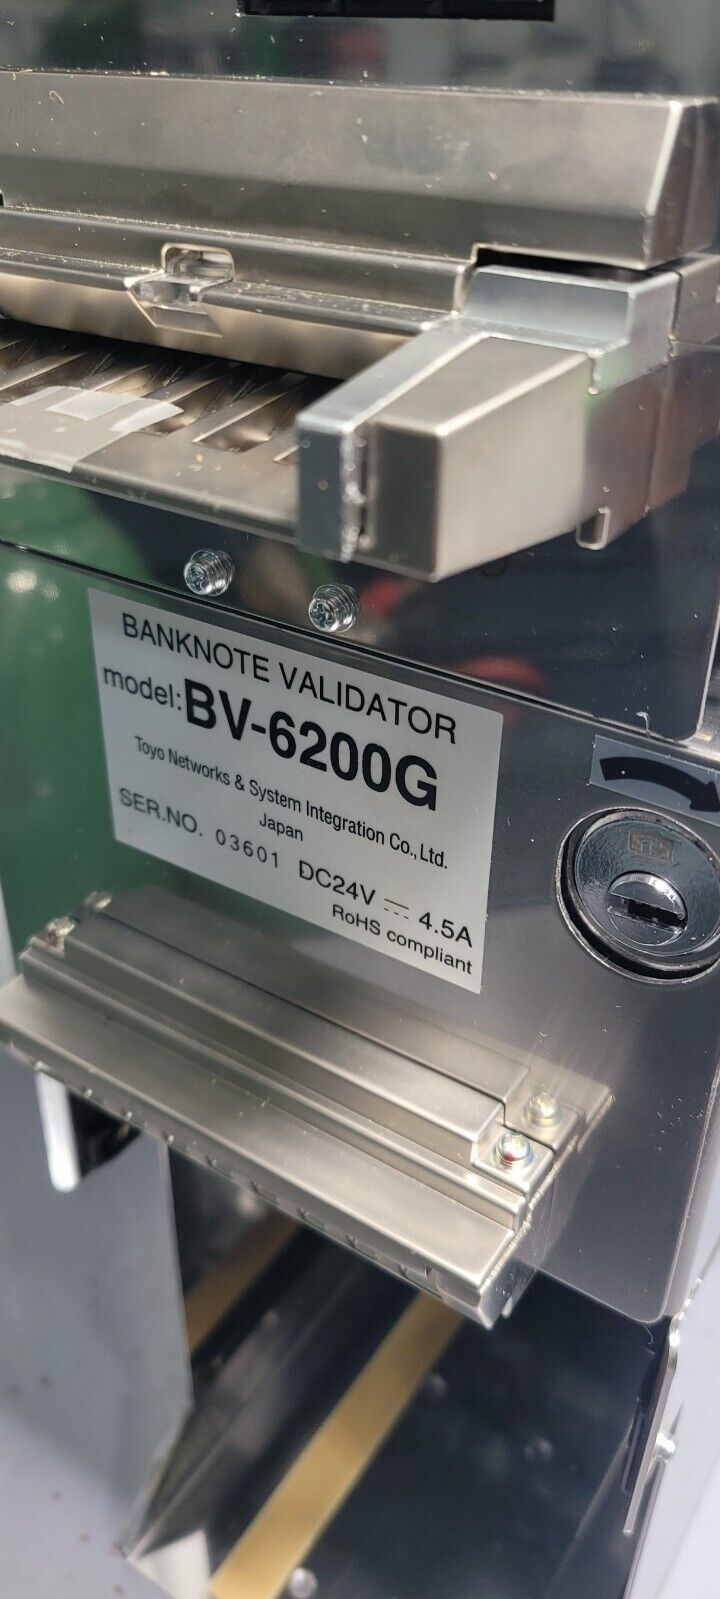 BANKNOTE VALIDATOR
model: BV-6200G
Toyo Networks & System Integration Co., Ltd.
Japan
SER.NO. 03601 DC24V ⎓ 4.5A
RoHS compliant